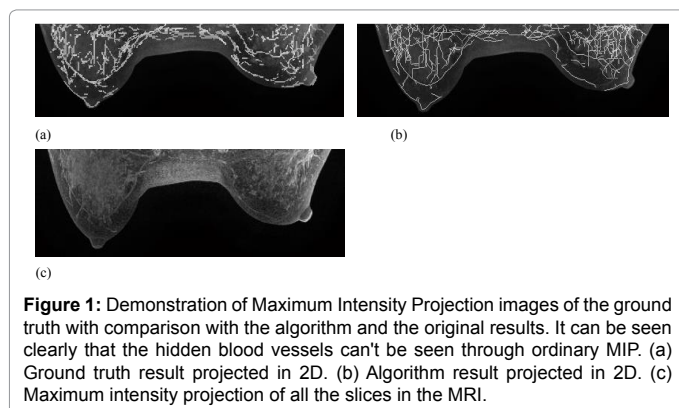 (a)
(b)
(c)
Figure 1: Demonstration of Maximum Intensity Projection images of the ground
truth with comparison with the algorithm and the original results. It can be seen
clearly that the hidden blood vessels can't be seen through ordinary MIP. (a)
Ground truth result projected in 2D. (b) Algorithm result projected in 2D. (c)
Maximum intensity projection of all the slices in the MRI.